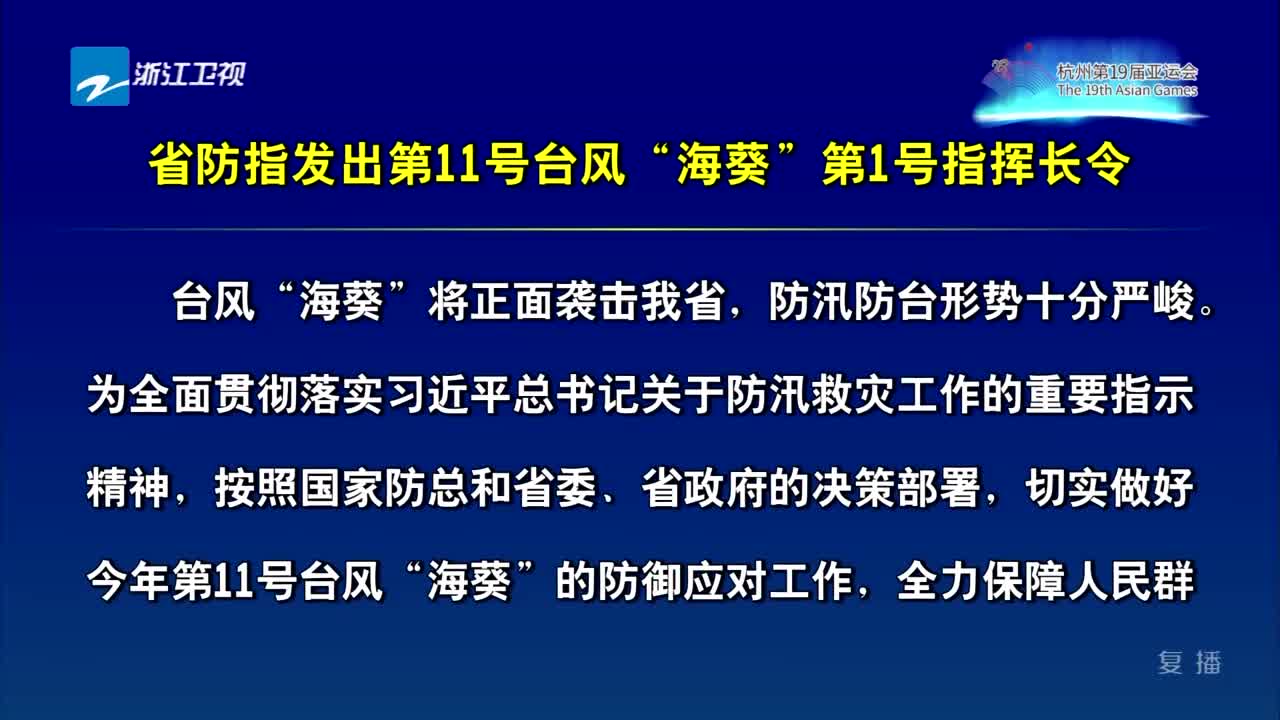 浙江卫视
杭州第19届亚运会
The 19th Asian Games
省防指发出第11号台风“海葵”第1号指挥长令
台风“海葵”将正面袭击我省，防汛防台形势十分严峻。
为全面贯彻落实习近平总书记关于防汛救灾工作的重要指示
精神，按照国家防总和省委、省政府的决策部署，切实做好
今年第11号台风“海葵”的防御应对工作，全力保障人民群
复播